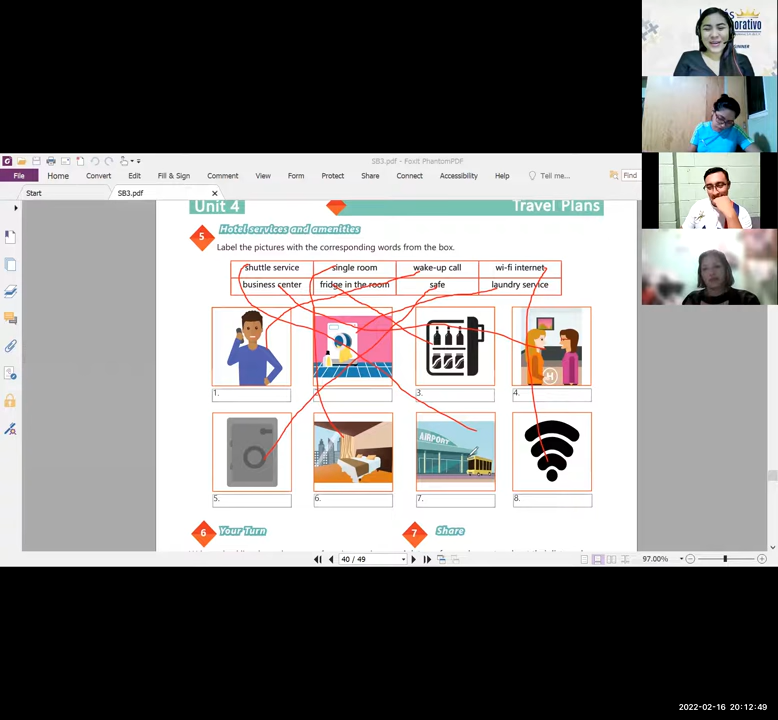 Inglés
Corporativo
SB3.pdf - Foxit PhantomPDF
File Home Convert Edit Fill & Sign Comment View Form Protect Share Connect Accessibility Help Tell me... Find
Start SB3.pdf
Unit 4 Travel Plans
5 Hotel services and amenities
Label the pictures with the corresponding words from the box.
shuttle service single room wake-up call wi-fi internet
business center fridge in the room safe laundry service
AIRPORT
H
1. 2. 3. 4.
5. 6. 7. 8.
6 Your Turn 7 Share
40 / 49 97.00%
2022-02-16 20:12:49